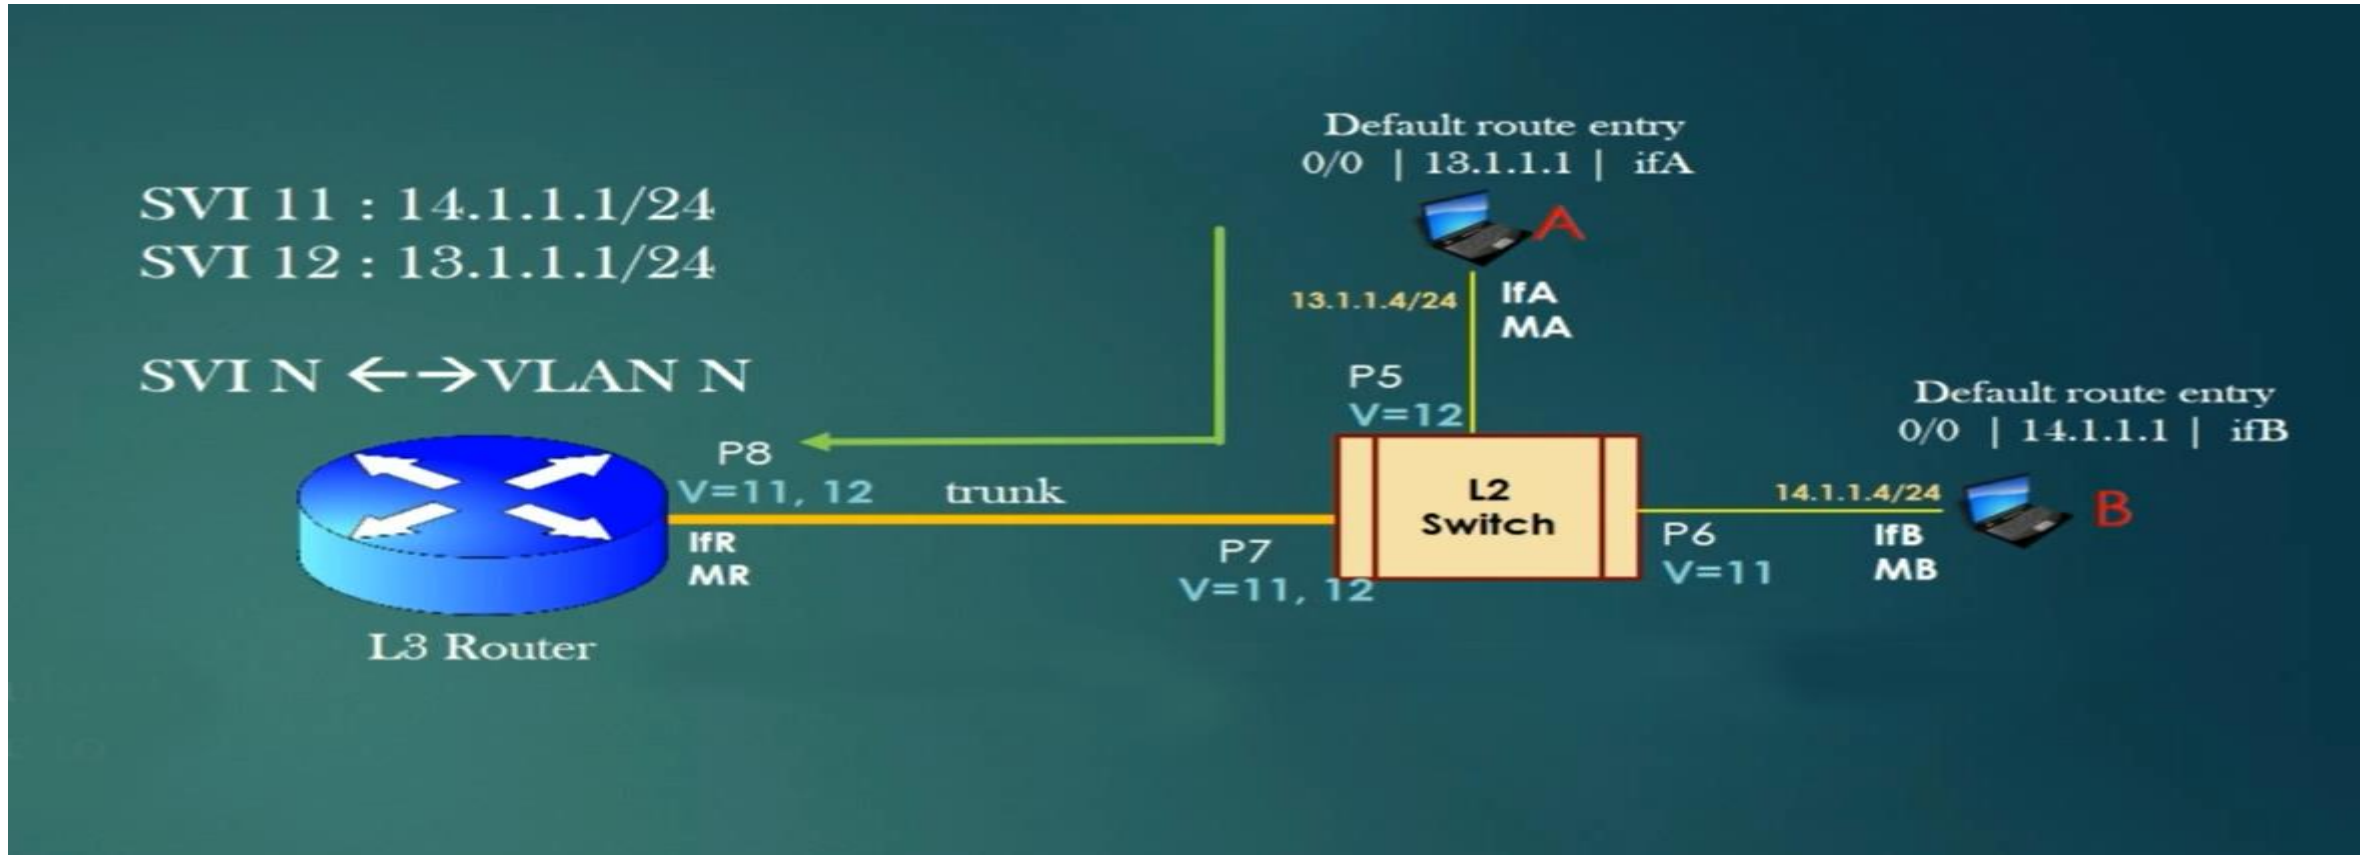 SVI 11 : 14.1.1.1/24
SVI 12 : 13.1.1.1/24
SVI N ←→VLAN N
P8
V=11, 12
trunk
IfR
MR
L3 Router
Default route entry
0/0 | 13.1.1.1 | ifA
A
13.1.1.4/24
IfA
MA
P5
V=12
L2
Switch
P7
V=11, 12
P6
V=11
Default route entry
0/0 | 14.1.1.1 | ifB
14.1.1.4/24
B
IfB
MB